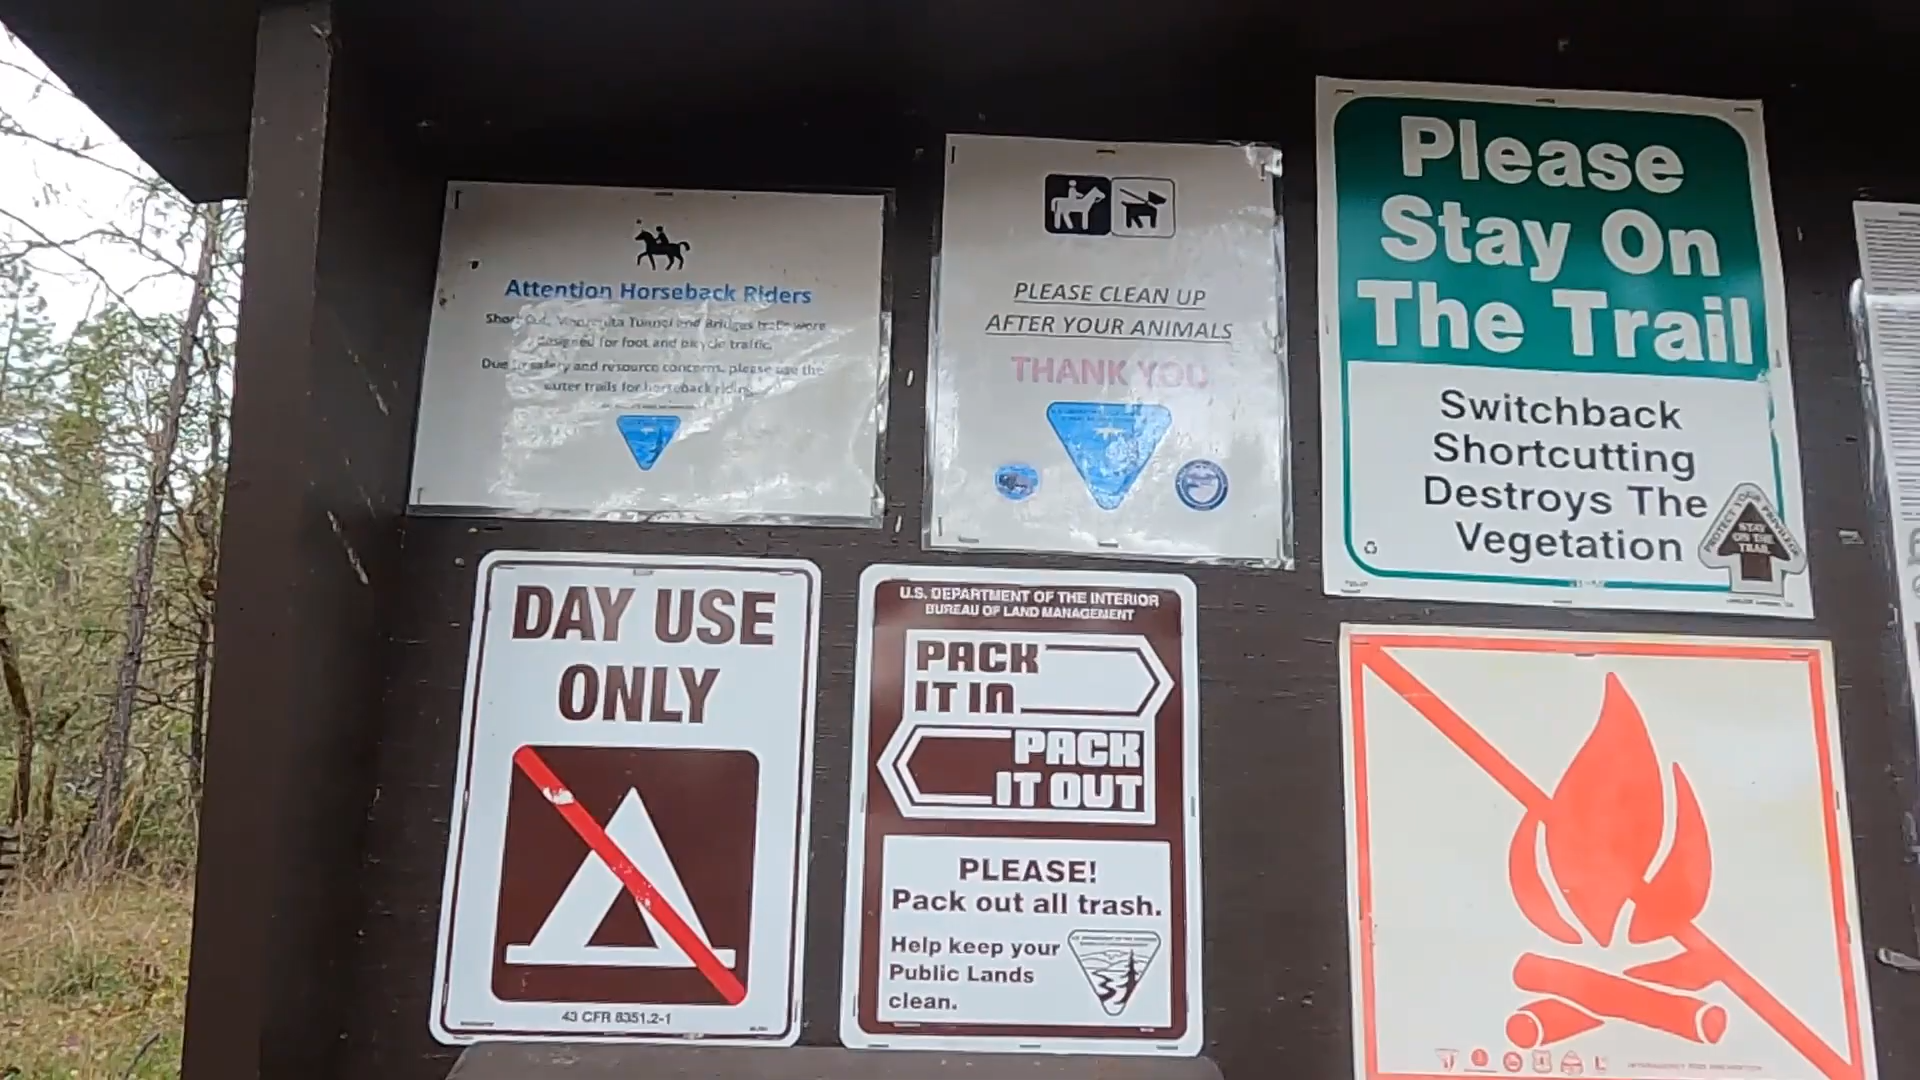 Attention Horseback Riders
Short Cut, Tunnel and Bridges trails were
designed for foot and bicycle traffic.
Due to safety and resource concerns, please use the
outer trails for horseback riding.
PLEASE CLEAN UP
AFTER YOUR ANIMALS
THANK YOU
Please
Stay On
The Trail
Switchback
Shortcutting
Destroys The
Vegetation
PROTECT YOUR PRIVILEGE
STAY
ON THE
TRAIL
DAY USE
ONLY
43 CFR 8351.2-1
U.S. DEPARTMENT OF THE INTERIOR
BUREAU OF LAND MANAGEMENT
PACK
IT IN
PACK
IT OUT
PLEASE!
Pack out all trash.
Help keep your
Public Lands
clean.